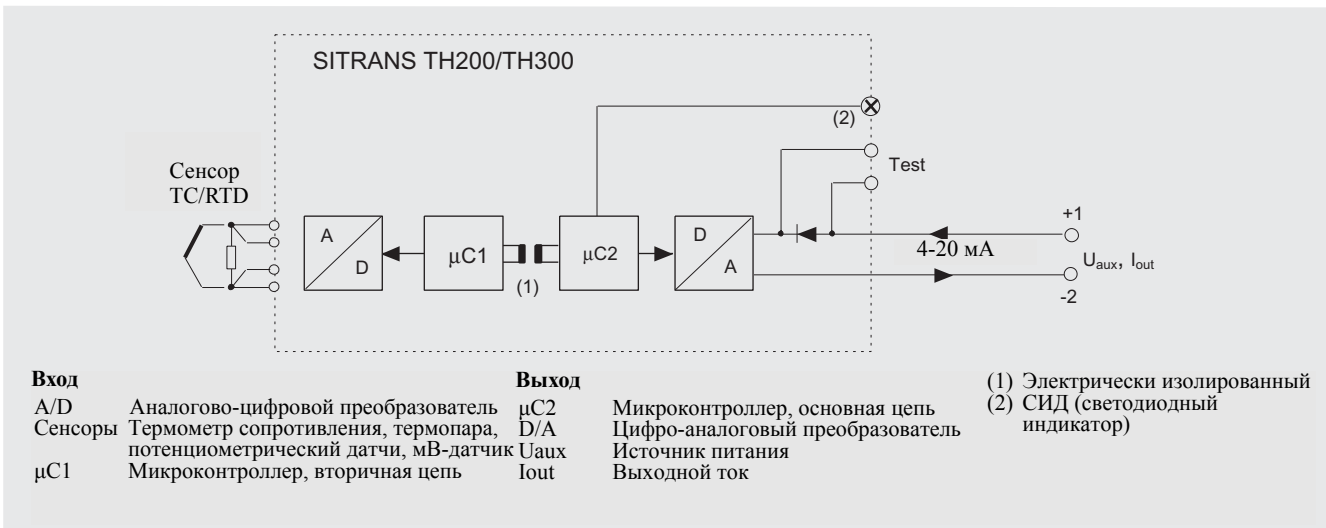 SITRANS TH200/TH300
(2)
Test
Сенсор
TC/RTD
A
D
μC1
(1)
μC2
D
A
+1
4-20 мА
Uaux, Iout
-2
Вход
A/D Аналогово-цифровой преобразователь
Сенсоры Термометр сопротивления, термопара,
потенциометрический датчи, мВ-датчик
μC1 Микроконтроллер, вторичная цепь
Выход
μC2 Микроконтроллер, основная цепь
D/A Цифро-аналоговый преобразователь
Uaux Источник питания
Iout Выходной ток
(1) Электрически изолированный
(2) СИД (светодиодный
индикатор)